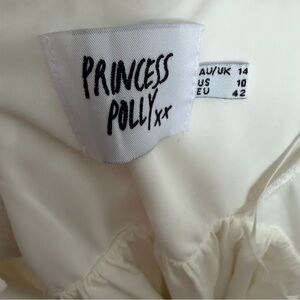 PRINCESS
POLLY xx
AU/UK 14
US 10
EU 42